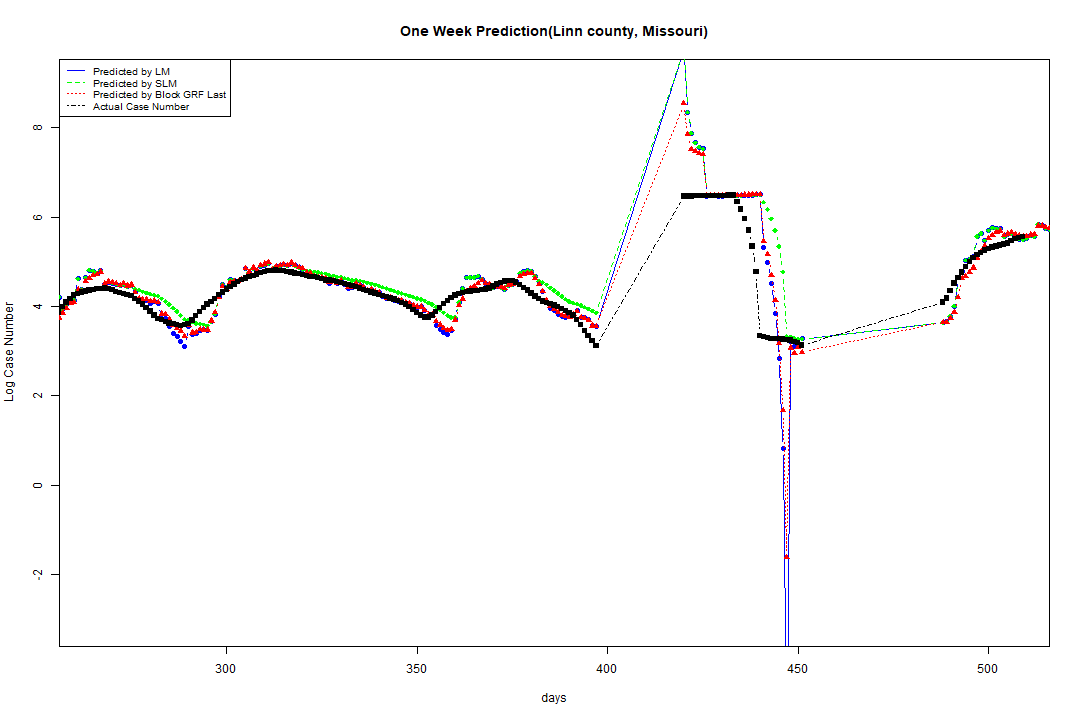 One Week Prediction(Linn county, Missouri)
Predicted by LM
Predicted by SLM
Predicted by Block GRF Last
Actual Case Number
8
6
4
2
0
-2
Log Case Number
300
350
400
450
500
days